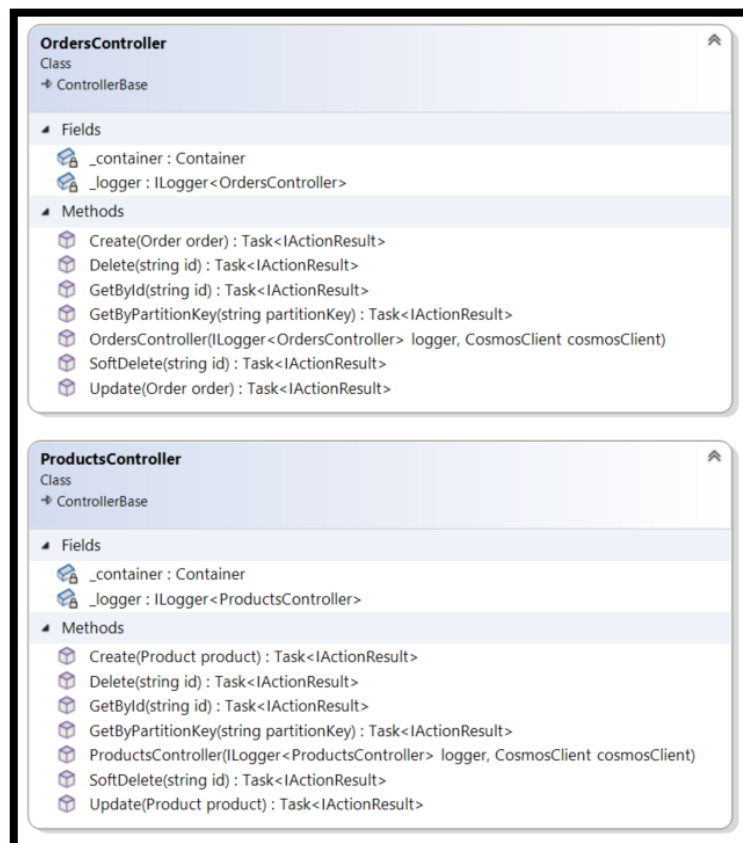 OrdersController
Class
ControllerBase
Fields
_container : Container
_logger : ILogger<OrdersController>
Methods
Create(Order order) : Task<IActionResult>
Delete(string id) : Task<IActionResult>
GetById(string id) : Task<IActionResult>
GetByPartitionKey(string partitionKey) : Task<IActionResult>
OrdersController(ILogger<OrdersController> logger, CosmosClient cosmosClient)
SoftDelete(string id) : Task<IActionResult>
Update(Order order) : Task<IActionResult>
ProductsController
Class
ControllerBase
Fields
_container : Container
_logger : ILogger<ProductsController>
Methods
Create(Product product) : Task<IActionResult>
Delete(string id) : Task<IActionResult>
GetById(string id) : Task<IActionResult>
GetByPartitionKey(string partitionKey) : Task<IActionResult>
ProductsController(ILogger<ProductsController> logger, CosmosClient cosmosClient)
SoftDelete(string id) : Task<IActionResult>
Update(Product product) : Task<IActionResult>